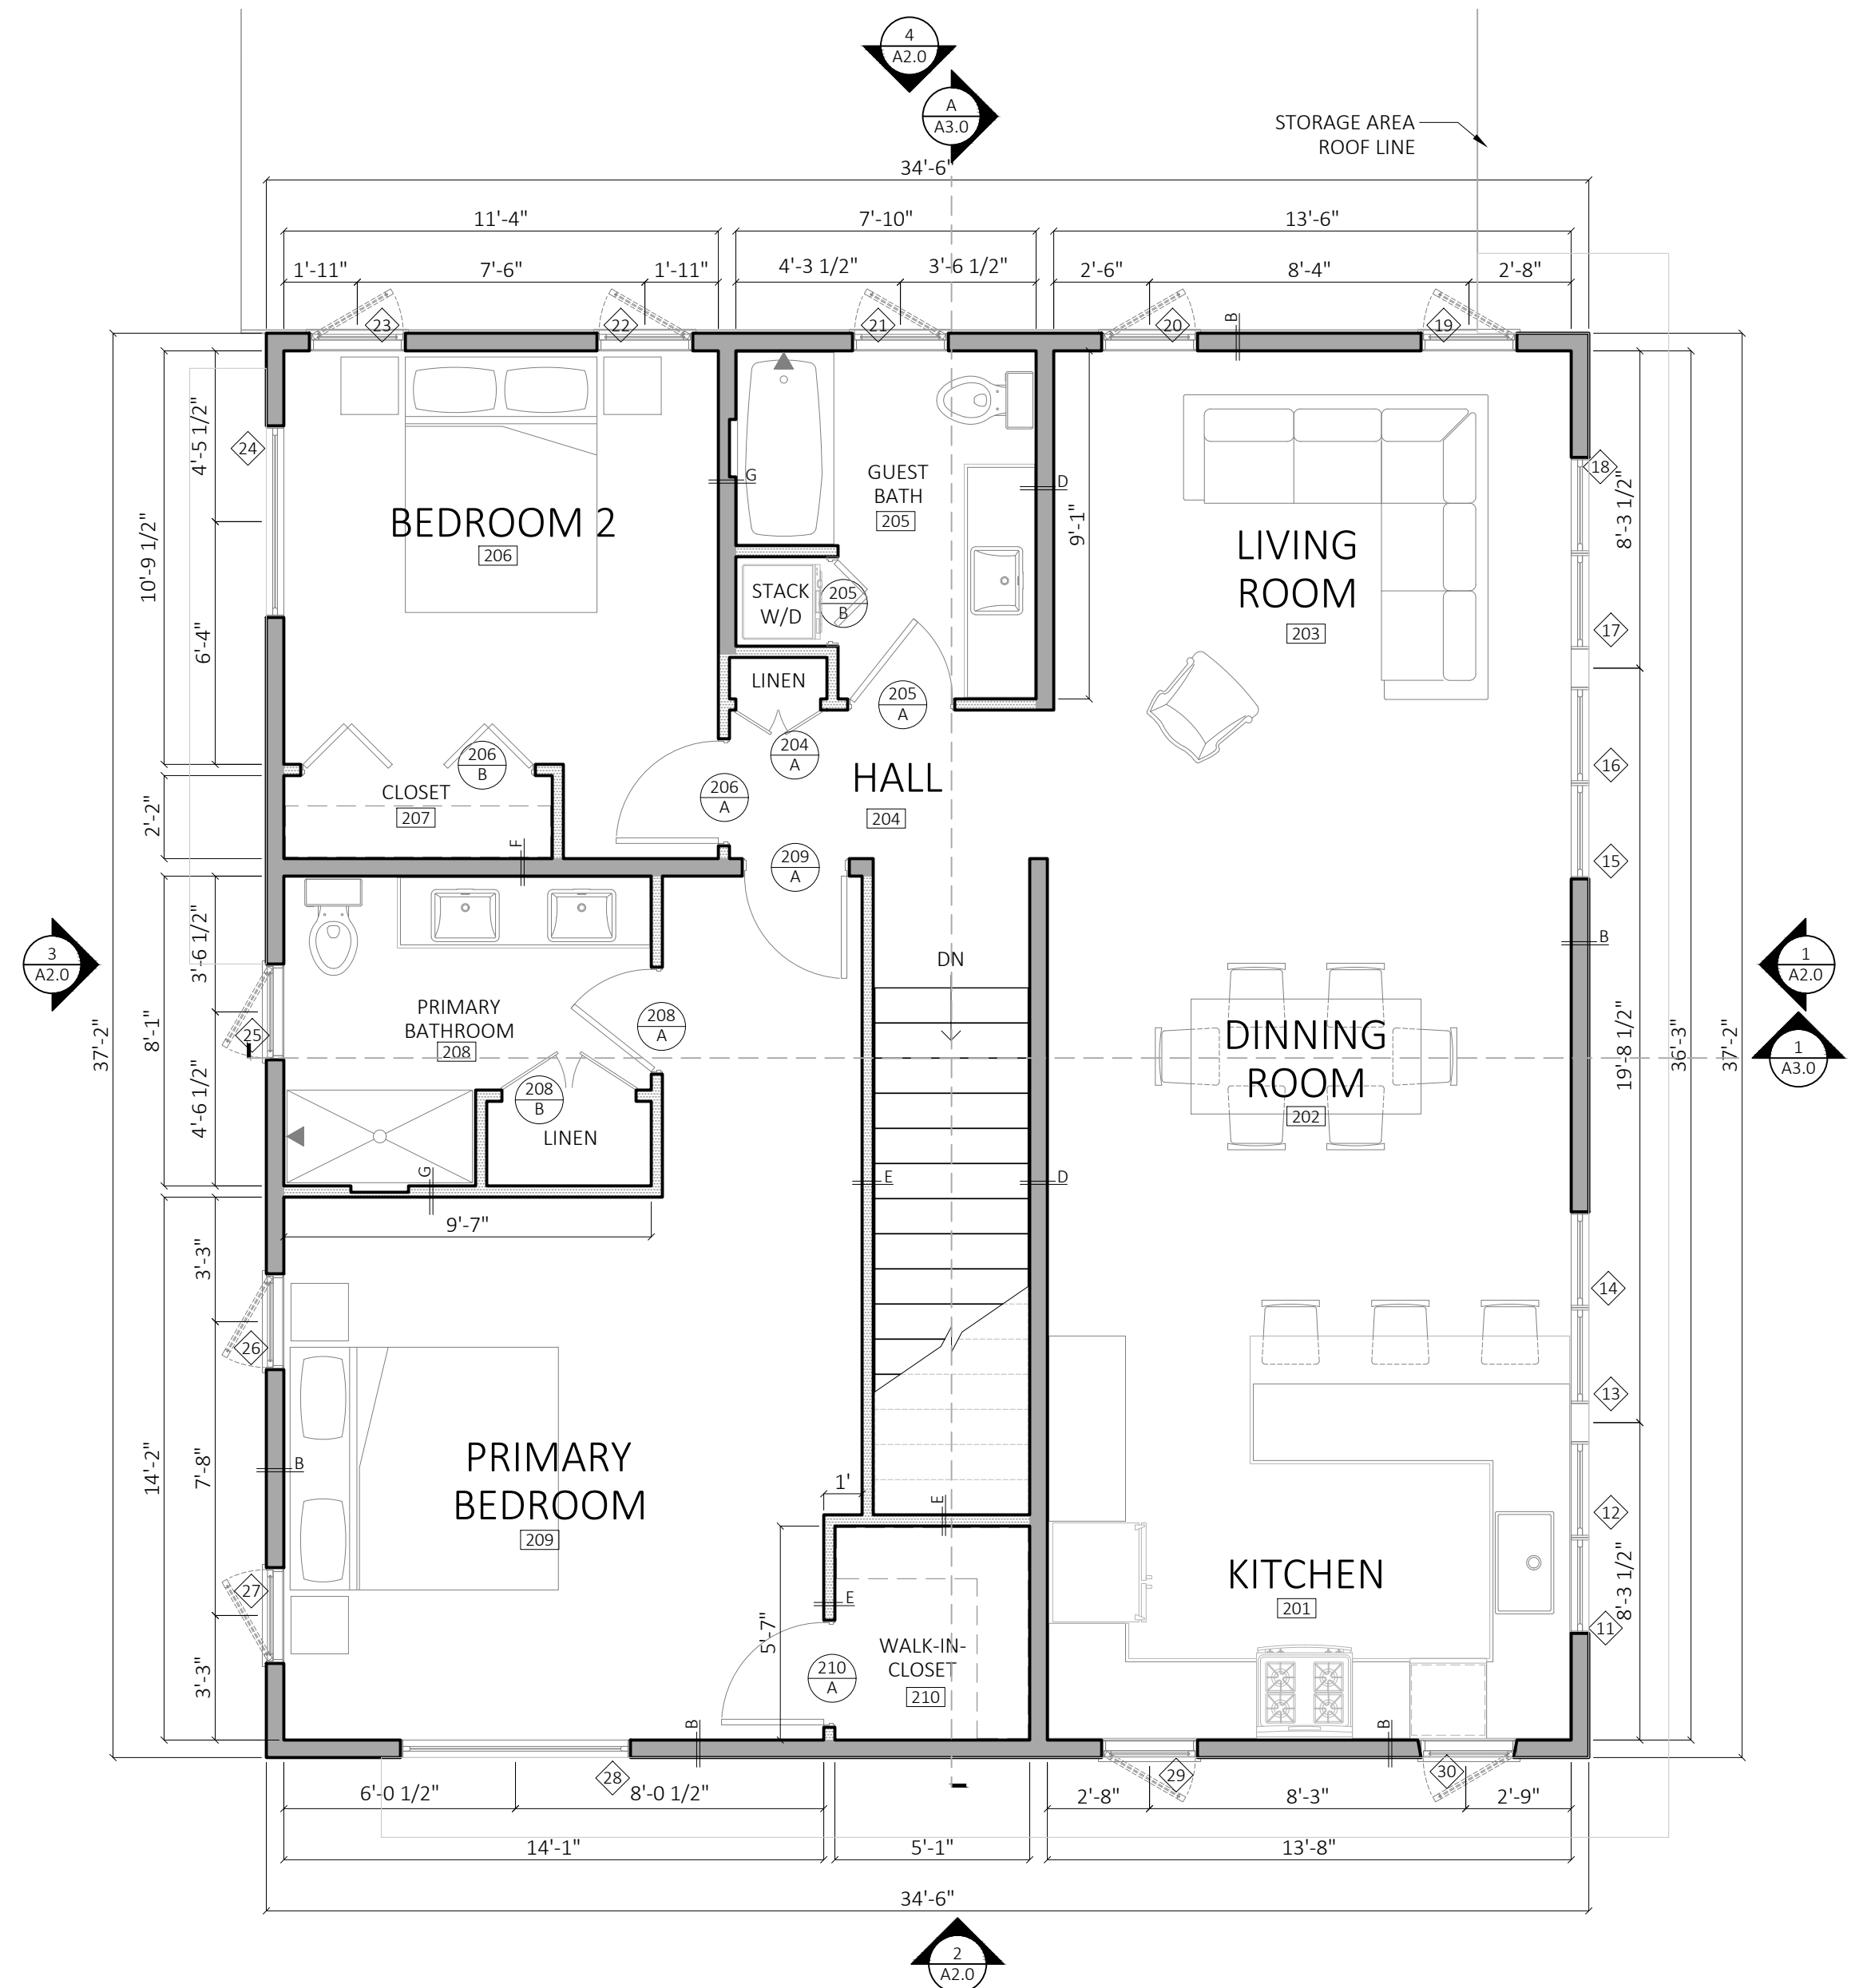 4
A2.0
A
A3.0
STORAGE AREA
ROOF LINE
34'-6"
11'-4"
7'-10"
13'-6"
1'-11"
7'-6"
1'-11"
4'-3 1/2"
3'-6 1/2"
2'-6"
8'-4"
2'-8"
23
22
21
20
B
19
4'-5 1/2"
24
G
GUEST
BATH
205
D
18
8'-3 1/2"
10'-9 1/2"
BEDROOM 2
206
9'-1"
LIVING
ROOM
203
STACK
W/D
205
B
17
6'-4"
LINEN
205
A
204
A
206
B
HALL
204
16
2'-2"
CLOSET
207
206
A
F
209
A
15
3'-6 1/2"
3
A2.0
37'-2"
8'-1"
25
PRIMARY
BATHROOM
208
208
A
DN
B
1
A2.0
DINNING
ROOM
202
19'-8 1/2"
36'-3"
37'-2"
1
A3.0
4'-6 1/2"
208
B
LINEN
G
E
D
9'-7"
3'-3"
26
14
13
14'-2"
7'-8"
B
PRIMARY
BEDROOM
209
1'
E
12
27
E
KITCHEN
201
8'-3 1/2"
11
3'-3"
5'-7"
210
A
WALK-IN-
CLOSET
210
B
B
28
29
30
6'-0 1/2"
8'-0 1/2"
2'-8"
8'-3"
2'-9"
14'-1"
5'-1"
13'-8"
34'-6"
2
A2.0